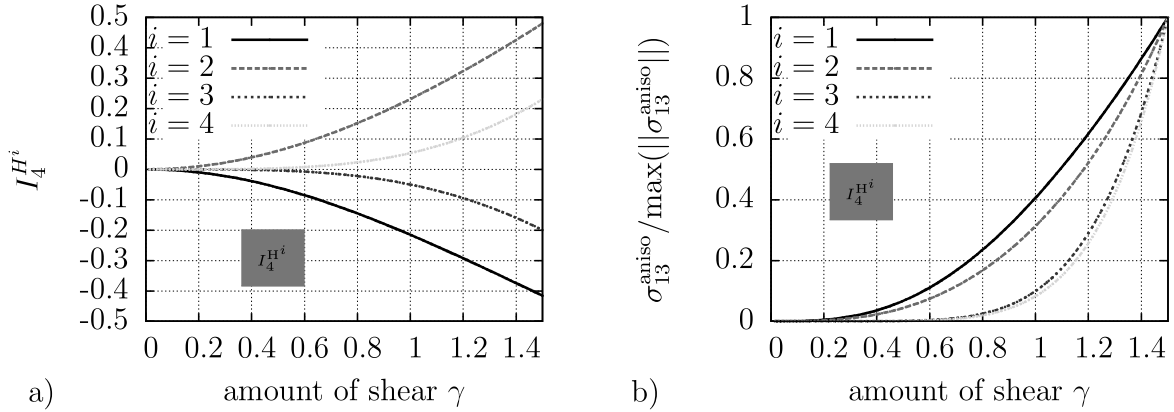 0.5
0.4
0.3
0.2
0.1
0
-0.1
-0.2
-0.3
-0.4
-0.5
I_4^{H^i}
i = 1
i = 2
i = 3
i = 4
I_4^{H^i}
0 0.2 0.4 0.6 0.8 1 1.2 1.4
amount of shear γ
a)
1
0.8
0.6
0.4
0.2
0
σ_{13}^{aniso}/max(||σ_{13}^{aniso}||)
i = 1
i = 2
i = 3
i = 4
I_4^{H^i}
0 0.2 0.4 0.6 0.8 1 1.2 1.4
amount of shear γ
b)